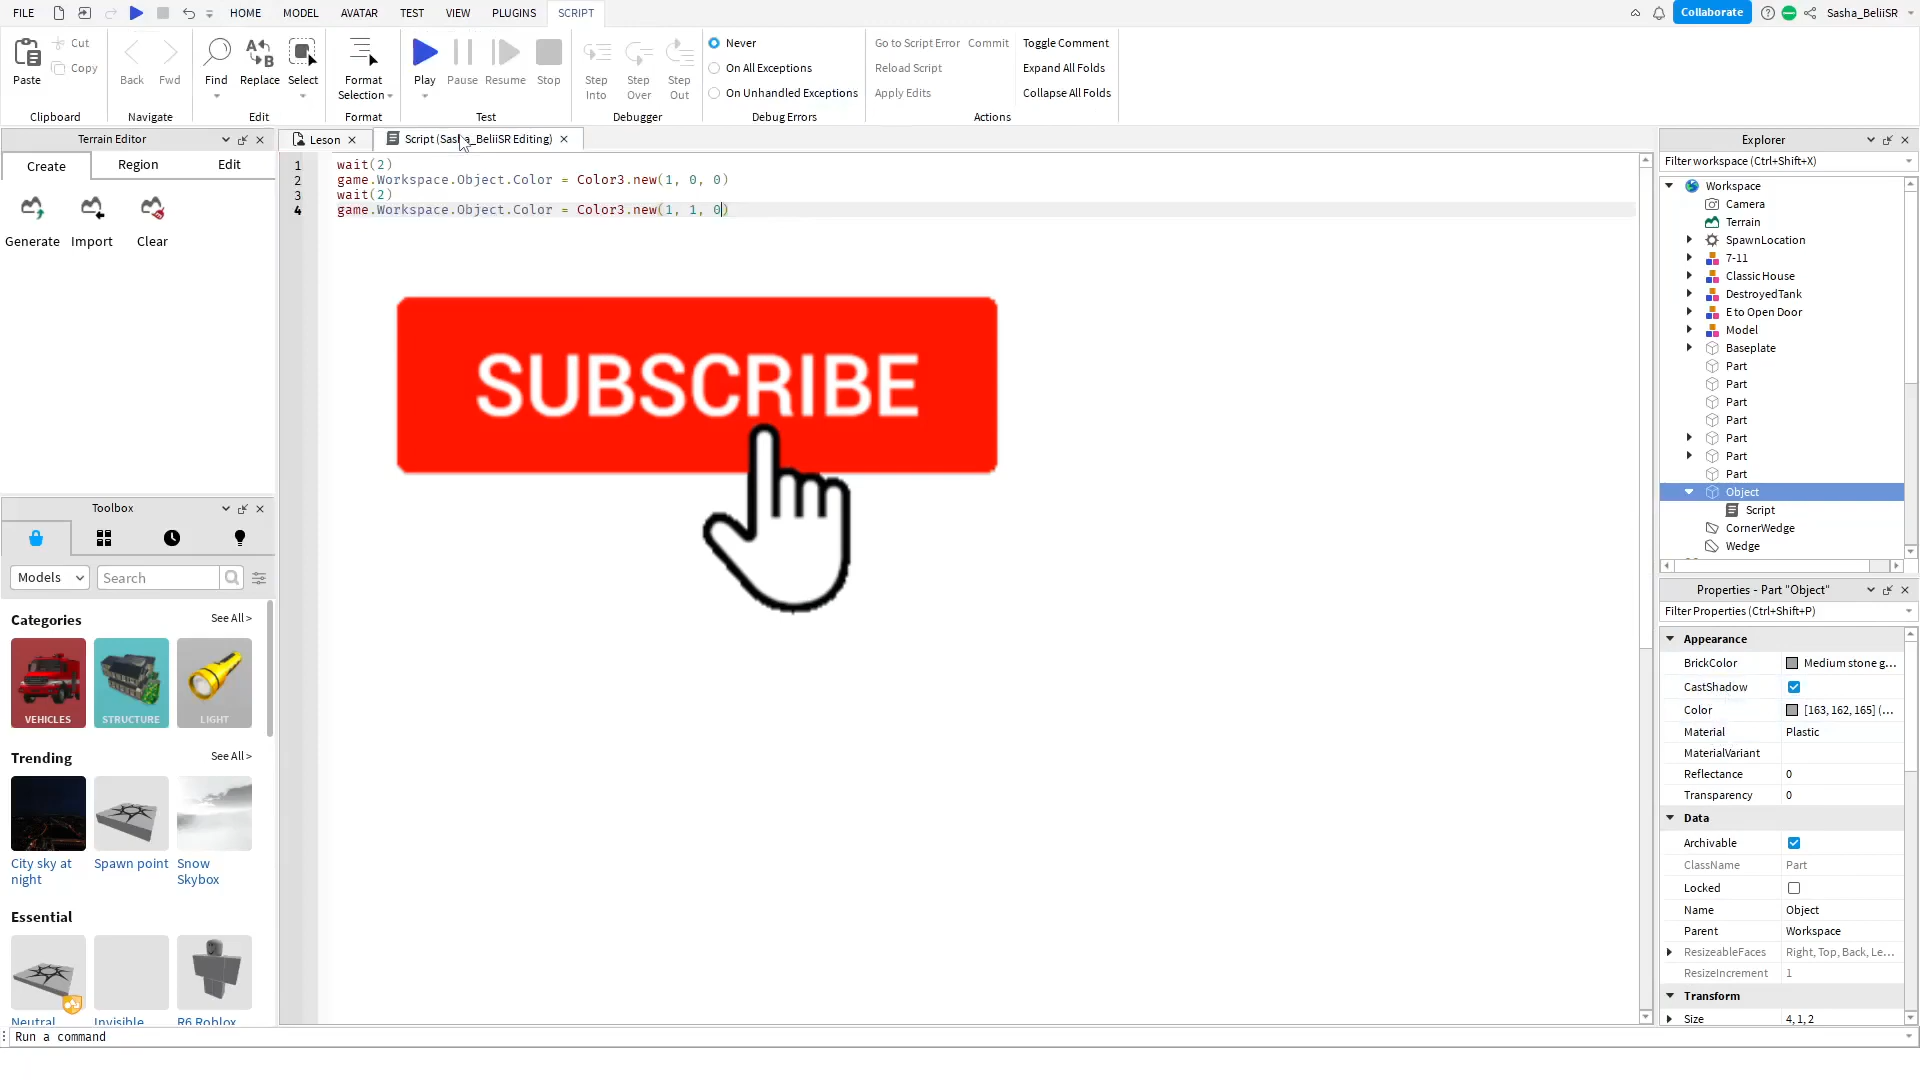 FILE HOME MODEL AVATAR TEST VIEW PLUGINS SCRIPT Collaborate Sasha_BeliiSR
Paste Cut Copy
Clipboard
Back Fwd
Navigate
Find Replace Select
Edit
Format Selection
Format
Play Pause Resume Stop
Test
Step Into Step Over Step Out
Debugger
Never
On All Exceptions
On Unhandled Exceptions
Debug Errors
Go to Script Error Commit Toggle Comment
Reload Script Expand All Folds
Apply Edits Collapse All Folds
Actions
Terrain Editor
Create Region Edit
Generate Import Clear
Toolbox
Models Search
Categories See All >
VEHICLES STRUCTURE LIGHT
Trending See All >
City sky at night
Spawn point
Snow Skybox
Essential
Neutral Invisible R6 Roblox
Leson Script (Sasha_BeliiSR Editing)
1 wait(2)
2 game.Workspace.Object.Color = Color3.new(1, 0, 0)
3 wait(2)
4 game.Workspace.Object.Color = Color3.new(1, 1, 0)
SUBSCRIBE
Explorer
Filter workspace (Ctrl+Shift+X)
Workspace
Camera
Terrain
SpawnLocation
7-11
Classic House
DestroyedTank
E to Open Door
Model
Baseplate
Part
Part
Part
Part
Part
Part
Part
Object
Script
CornerWedge
Wedge
Properties - Part "Object"
Filter Properties (Ctrl+Shift+P)
Appearance
BrickColor Medium stone g...
CastShadow
Color [163, 162, 165] (...
Material Plastic
MaterialVariant
Reflectance 0
Transparency 0
Data
Archivable
ClassName Part
Locked
Name Object
Parent Workspace
ResizeableFaces Right, Top, Back, Le...
ResizeIncrement 1
Transform
Size 4, 1, 2
Run a command